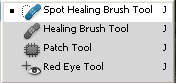 Spot Healing Brush Tool J
Healing Brush Tool J
Patch Tool J
Red Eye Tool J